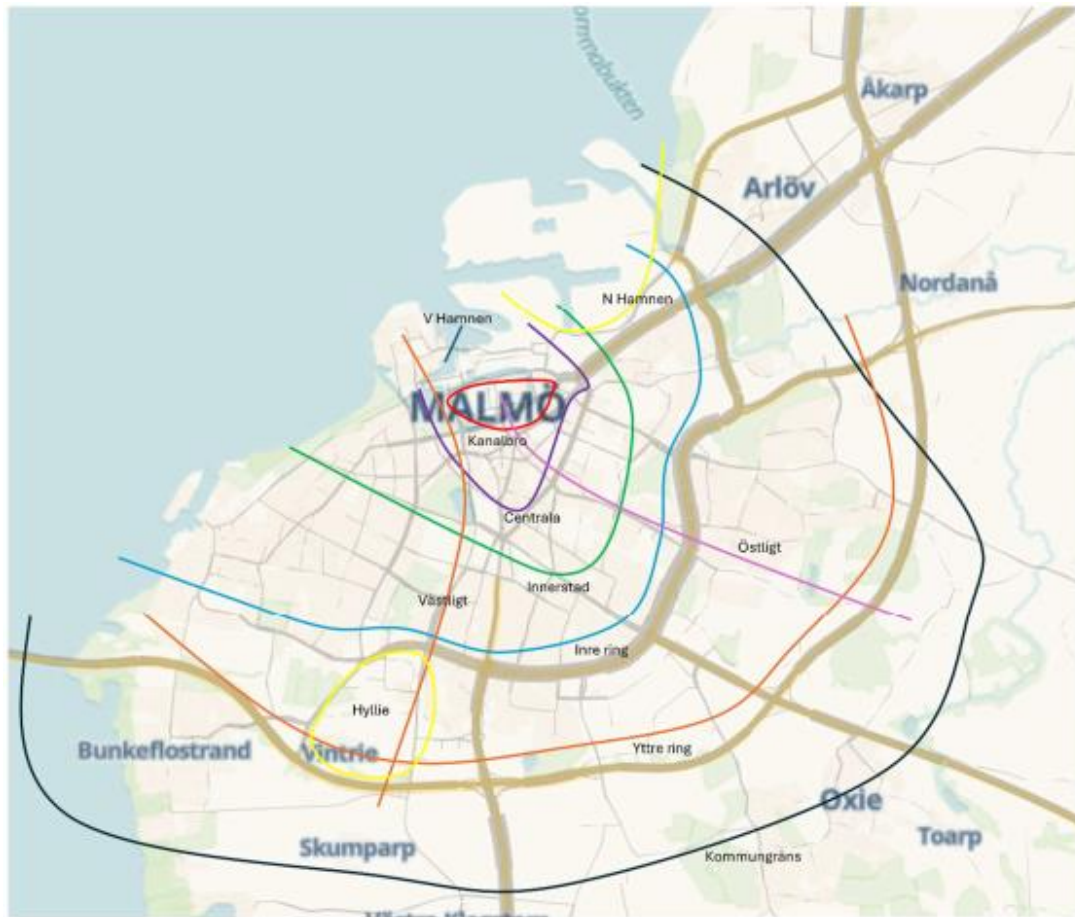 ommabukten
Åkarp
Arlöv
Nordanå
N Hamnen
V Hamnen
MALMÖ
Kanalbro
Centrala
Östligt
Innerstad
Västligt
Inre ring
Hyllie
Yttre ring
Bunkeflostrand
Vintrie
Oxie
Toarp
Skumparp
Kommungräns